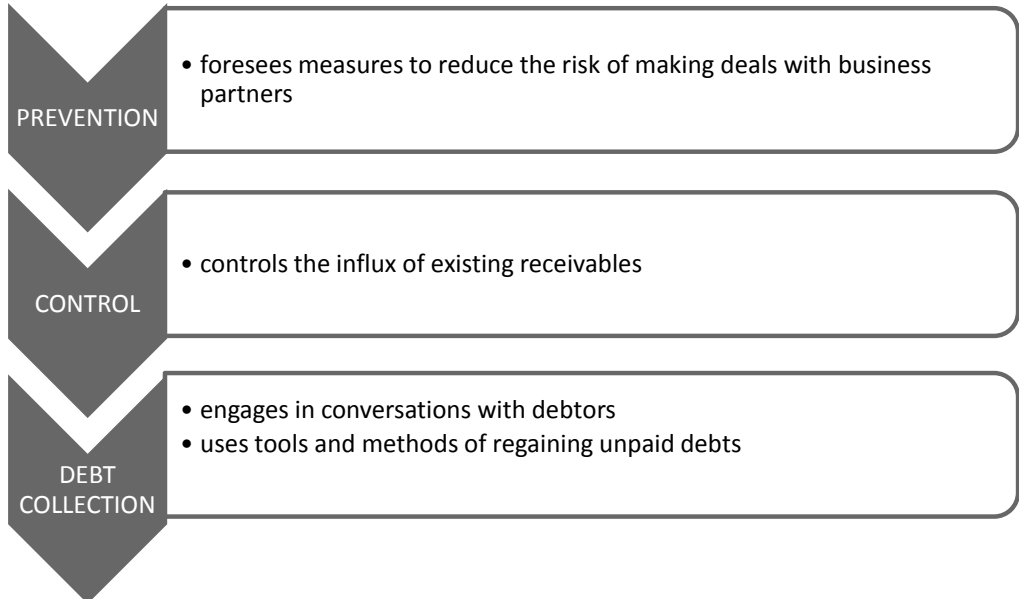 PREVENTION
• foresees measures to reduce the risk of making deals with business
partners
CONTROL
• controls the influx of existing receivables
DEBT
COLLECTION
• engages in conversations with debtors
• uses tools and methods of regaining unpaid debts